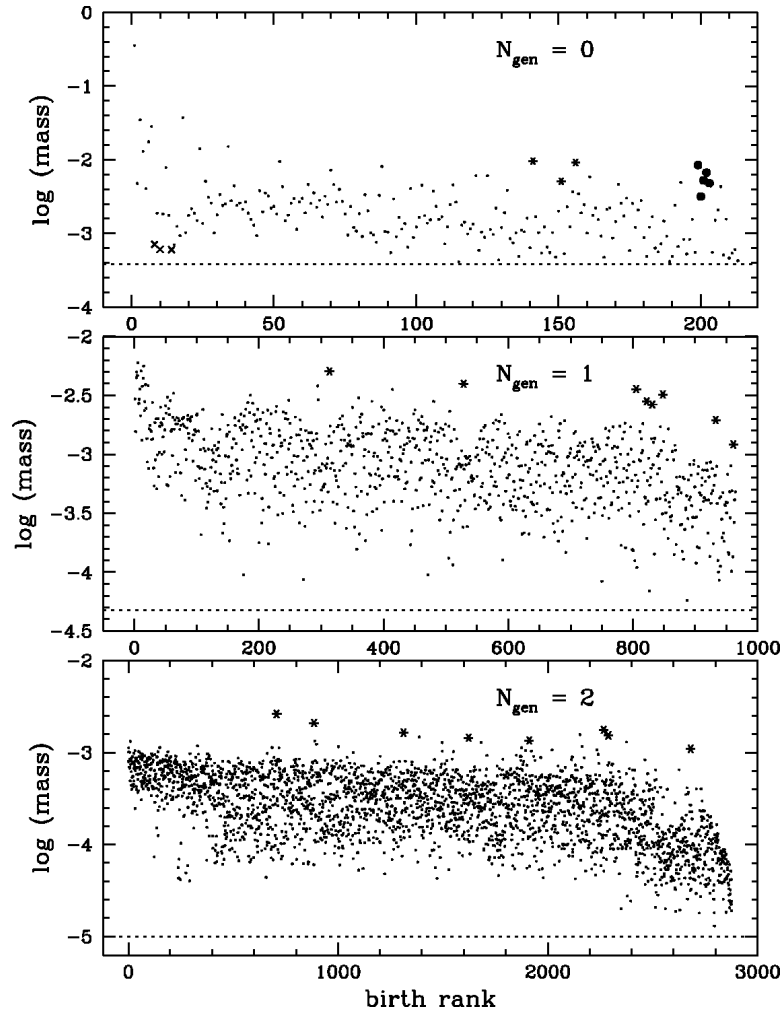 0
−1
−2
−3
−4
log (mass)
N_gen = 0
0 50 100 150 200
−2
−2.5
−3
−3.5
−4
−4.5
log (mass)
N_gen = 1
0 200 400 600 800 1000
−2
−3
−4
−5
log (mass)
N_gen = 2
0 1000 2000 3000
birth rank